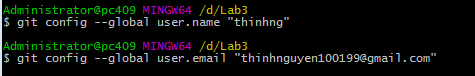 Administrator@pc409 MINGW64 /d/Lab3
$ git config --global user.name "thinhng"
Administrator@pc409 MINGW64 /d/Lab3
$ git config --global user.email "thinhnguyen100199@gmail.com"